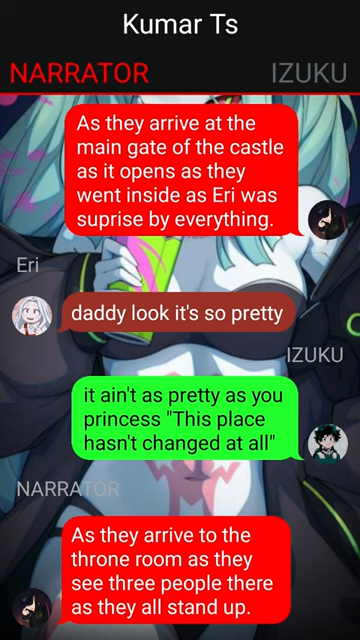 Kumar Ts
NARRATOR IZUKU
As they arrive at the
main gate of the castle
as it opens as they
went inside as Eri was
suprise by everything.
Eri
daddy look it's so pretty
IZUKU
it ain't as pretty as you
princess "This place
hasn't changed at all"
NARRATOR
As they arrive to the
throne room as they
see three people there
as they all stand up.